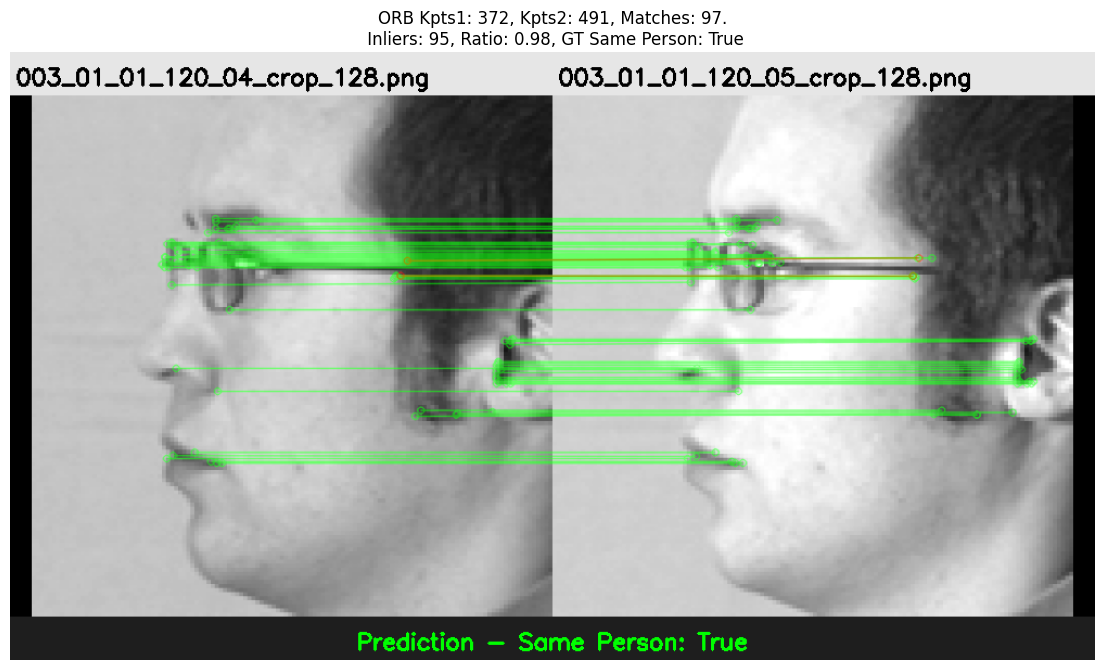 ORB Kpts1: 372, Kpts2: 491, Matches: 97.
Inliers: 95, Ratio: 0.98, GT Same Person: True
003_01_01_120_04_crop_128.png 003_01_01_120_05_crop_128.png
Prediction - Same Person: True